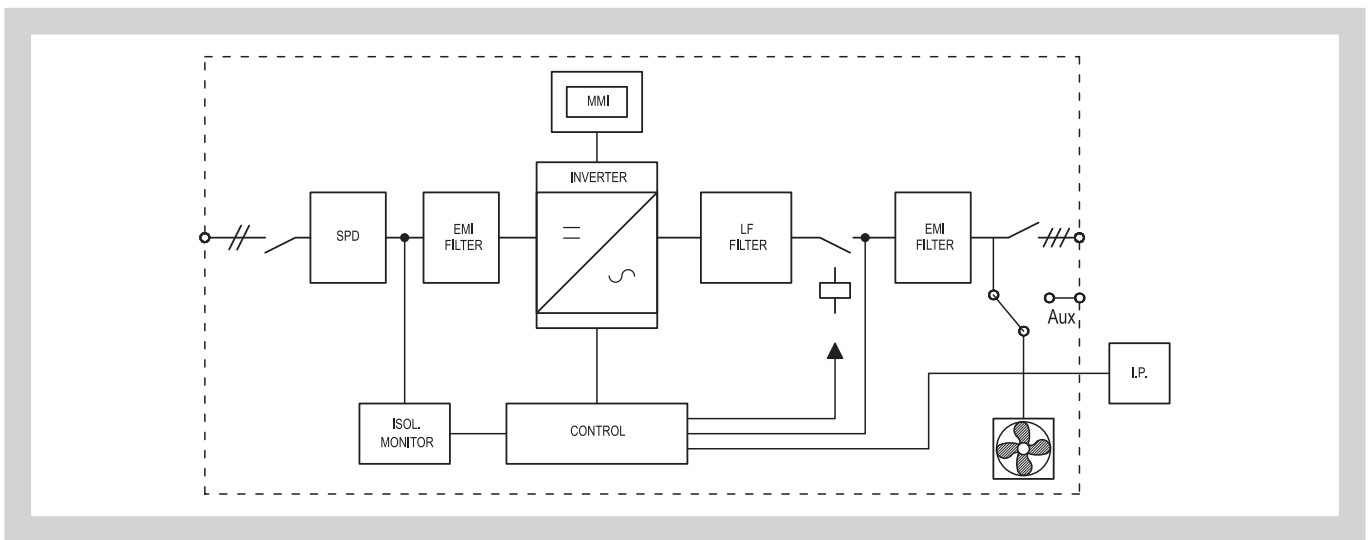 MMI
INVERTER
SPD
EMI
FILTER
LF
FILTER
EMI
FILTER
Aux
I.P.
ISOL.
MONITOR
CONTROL